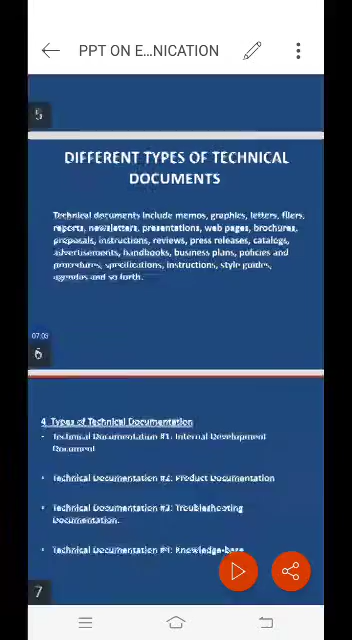 PPT ON E...NICATION
5
DIFFERENT TYPES OF TECHNICAL
DOCUMENTS
Technical documents include memos, graphics, letters, fliers,
reports, newsletters, presentations, web pages, brochures,
proposals, instructions, reviews, press releases, catalogs,
advertisements, handbooks, business plans, policies and
procedures, specifications, instructions, style guides,
agendas and so forth.
07:03
6
4 Types of Technical Documentation
• Technical Documentation #1: Internal Development
Document
• Technical Documentation #2: Product Documentation
• Technical Documentation #3: Troubleshooting
Documentation.
• Technical Documentation #4: Knowledge-base
7